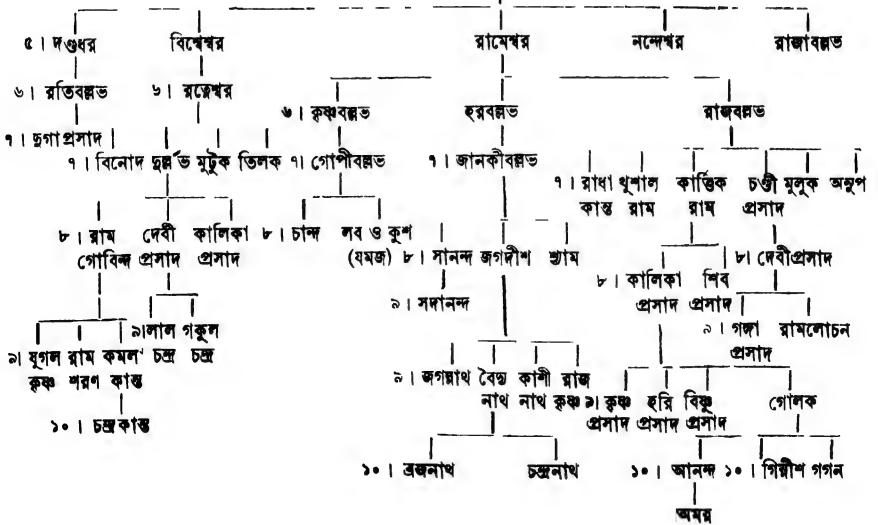 ৫। দণ্ডধর বিশ্বেশ্বর রামেশ্বর নন্দেশ্বর রাজাবল্লভ
৬। রতিবল্লভ ৬। রত্নেশ্বর
৬। কৃষ্ণবল্লভ হরবল্লভ রাজবল্লভ
৭। দুর্গাপ্রসাদ
৭। বিনোদ দুর্ল্লভ মুটুক তিলক ৭। গোপীবল্লভ ৭। জানকীবল্লভ
৭। রাধা খুশাল কার্ত্তিক চণ্ডী মুলুক অনুপ
কান্ত রাম রাম প্রসাদ
৮। রাম দেবী কালিকা ৮। চান্দ লব ও কুশ
গোবিন্দ প্রসাদ প্রসাদ (যমজ) ৮। সানন্দ জগদীশ শ্যাম ৮। দেবীপ্রসাদ
৮। কালিকা শিব
প্রসাদ প্রসাদ
৯। সদানন্দ
৯। গঙ্গা রামলোচন
প্রসাদ
৯। লাল গকুল
চন্দ্র চন্দ্র
৯। যুগল রাম কমল
কৃষ্ণ শরণ কান্ত
৯। জগন্নাথ বৈদ্য কাশী রাজ
নাথ নাথ কৃষ্ণ ৯। কৃষ্ণ হরি বিষ্ণু গোলক
প্রসাদ প্রসাদ প্রসাদ
১০। চন্দ্রকান্ত
১০। ব্রজনাথ চন্দ্রনাথ ১০। আনন্দ ১০। গিরীশ গগন
অমর